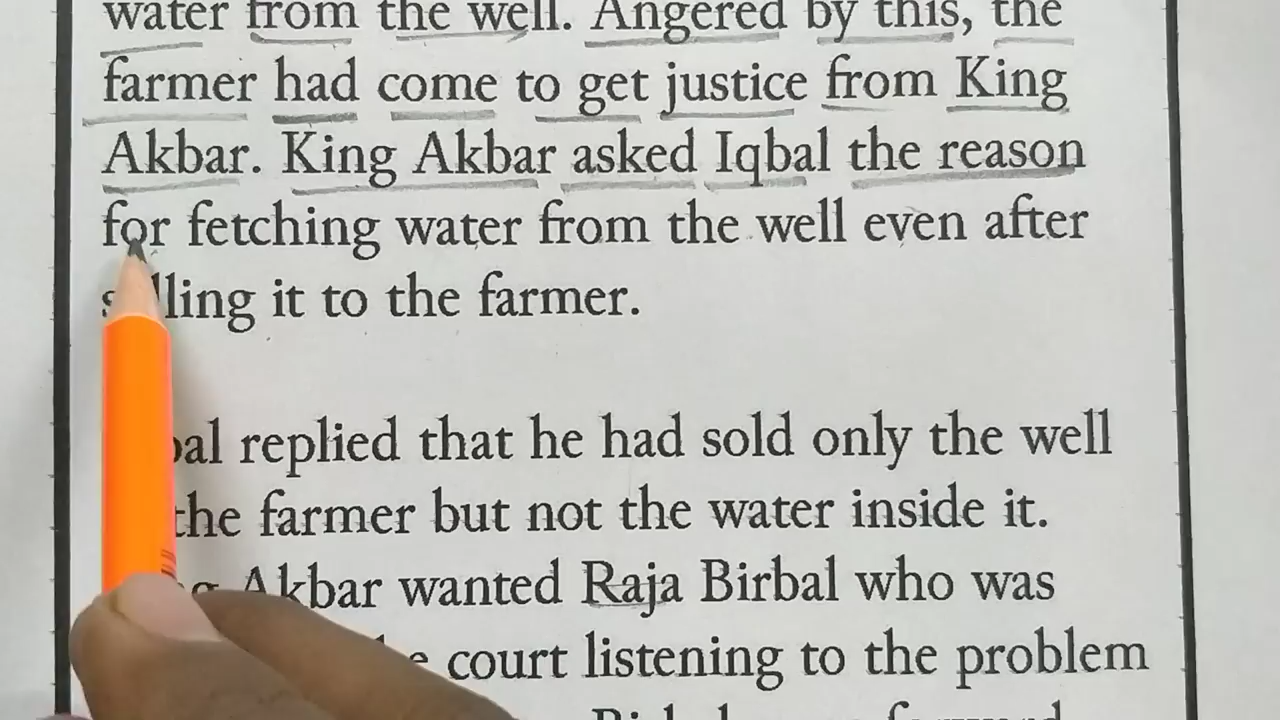 water from the well. Angered by this, the
farmer had come to get justice from King
Akbar. King Akbar asked Iqbal the reason
for fetching water from the well even after
selling it to the farmer.
replied that he had sold only the well
the farmer but not the water inside it.
Akbar wanted Raja Birbal who was
court listening to the problem